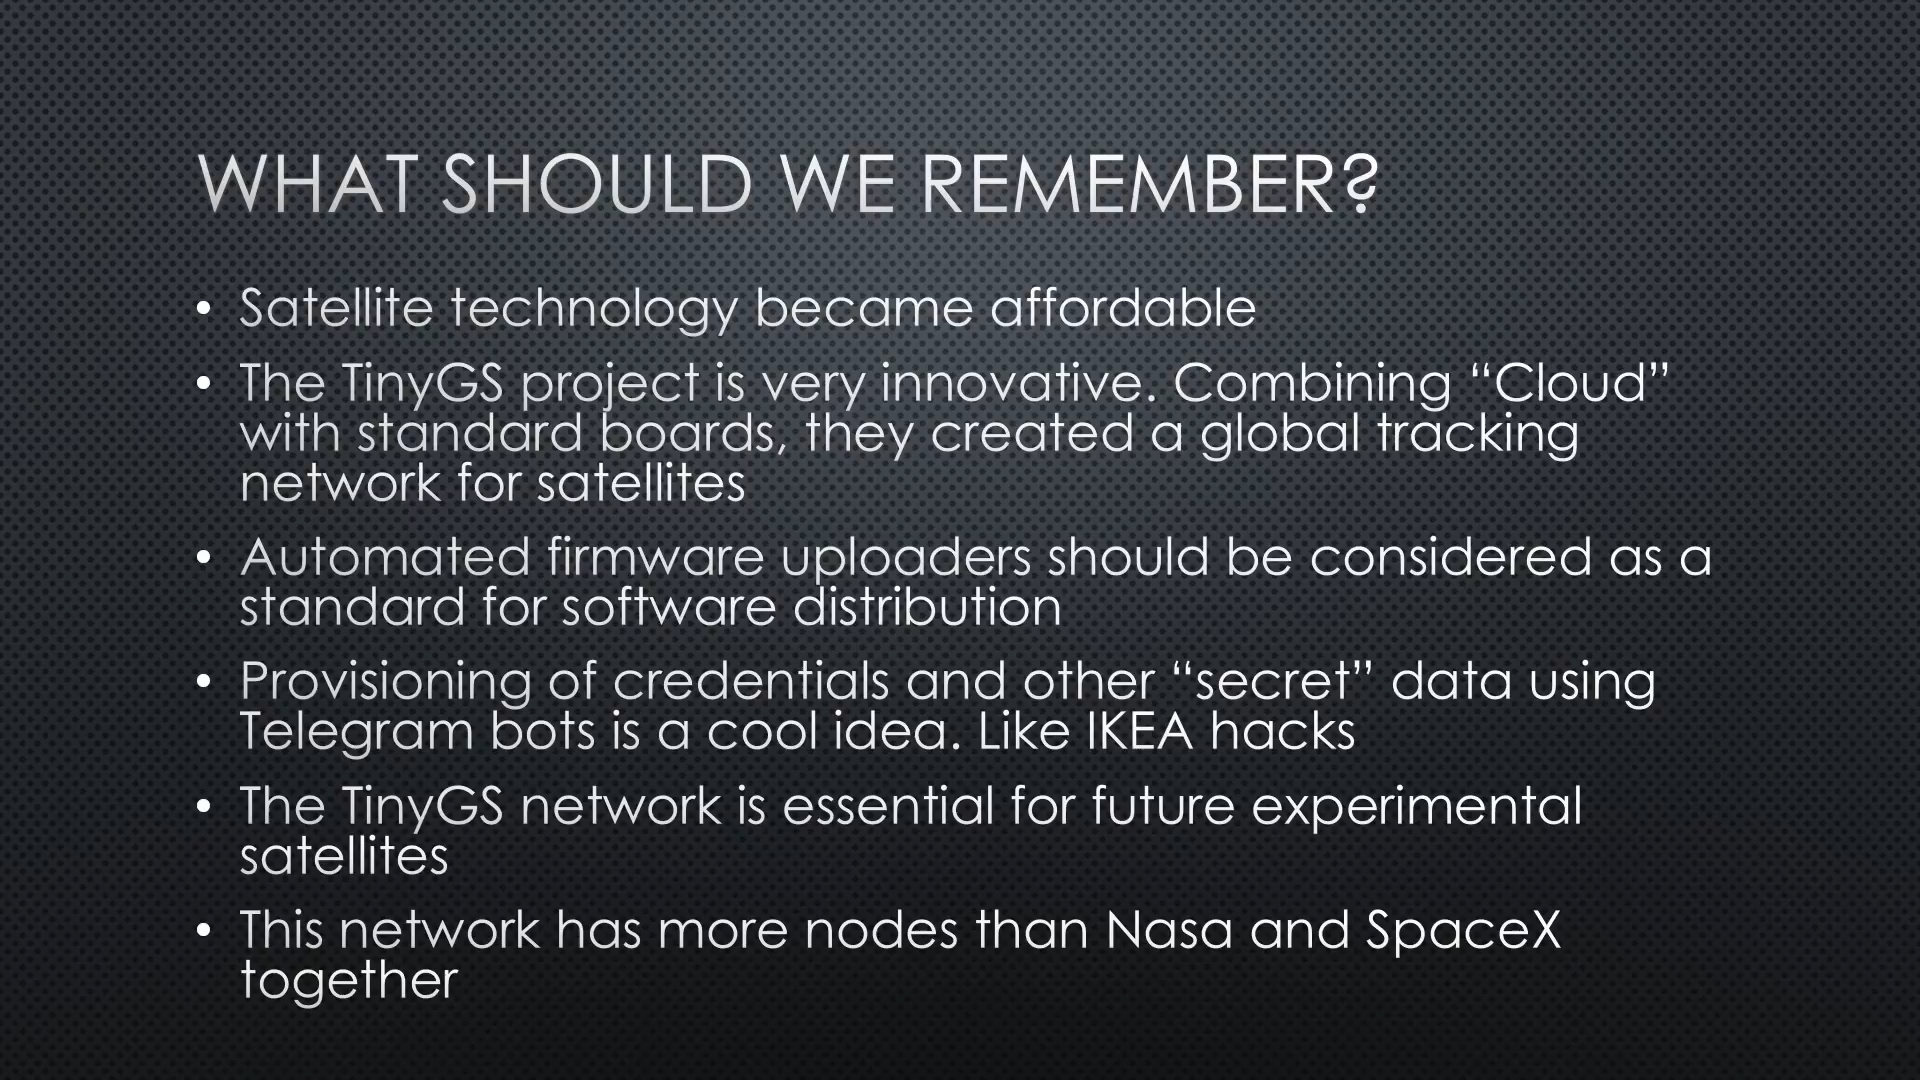 WHAT SHOULD WE REMEMBER?
• Satellite technology became affordable
• The TinyGS project is very innovative. Combining “Cloud”
with standard boards, they created a global tracking
network for satellites
• Automated firmware uploaders should be considered as a
standard for software distribution
• Provisioning of credentials and other “secret” data using
Telegram bots is a cool idea. Like IKEA hacks
• The TinyGS network is essential for future experimental
satellites
• This network has more nodes than Nasa and SpaceX
together